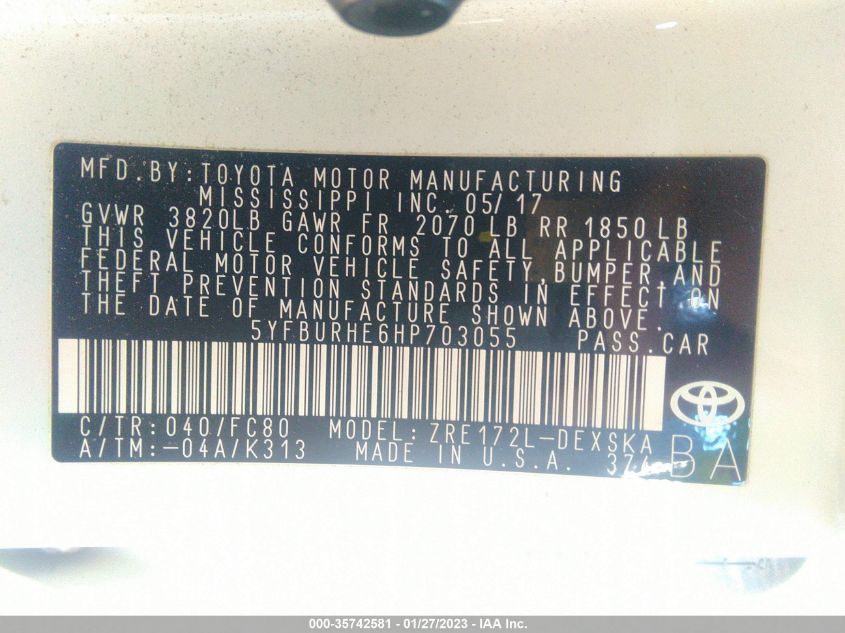 MFD. BY: TOYOTA MOTOR MANUFACTURING
MISSISSIPPI INC. 05/17
GVWR 3820LB GAWR FR 2070 LB RR 1850 LB
THIS VEHICLE CONFORMS TO ALL APPLICABLE
FEDERAL MOTOR VEHICLE SAFETY, BUMPER, AND
THEFT PREVENTION STANDARDS IN EFFECT ON
THE DATE OF MANUFACTURE SHOWN ABOVE.
5YFBURHE6HP703055 PASS. CAR
C/TR: 040/FC80 MODEL: ZRE172L-DEXSKA
A/TM: -04A/K313 MADE IN U.S.A.
BA
000-35742581 - 01/27/2023 - IAA Inc.